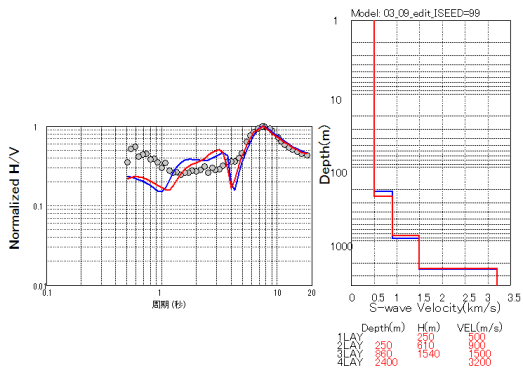 Model: 03_09_edit_ISEED=99
Normalized H/V
1
0.1
0.01
0.1
1
10
20
周期(秒)
Depth(m)
1
10
100
1000
0
0.5
1
1.5
2
2.5
3
3.5
S-wave Velocity(km/s)
Depth(m) H(m) VEL(m/s)
1LAY 250 500
2LAY 250 610 900
3LAY 860 1540 1500
4LAY 2400 3200